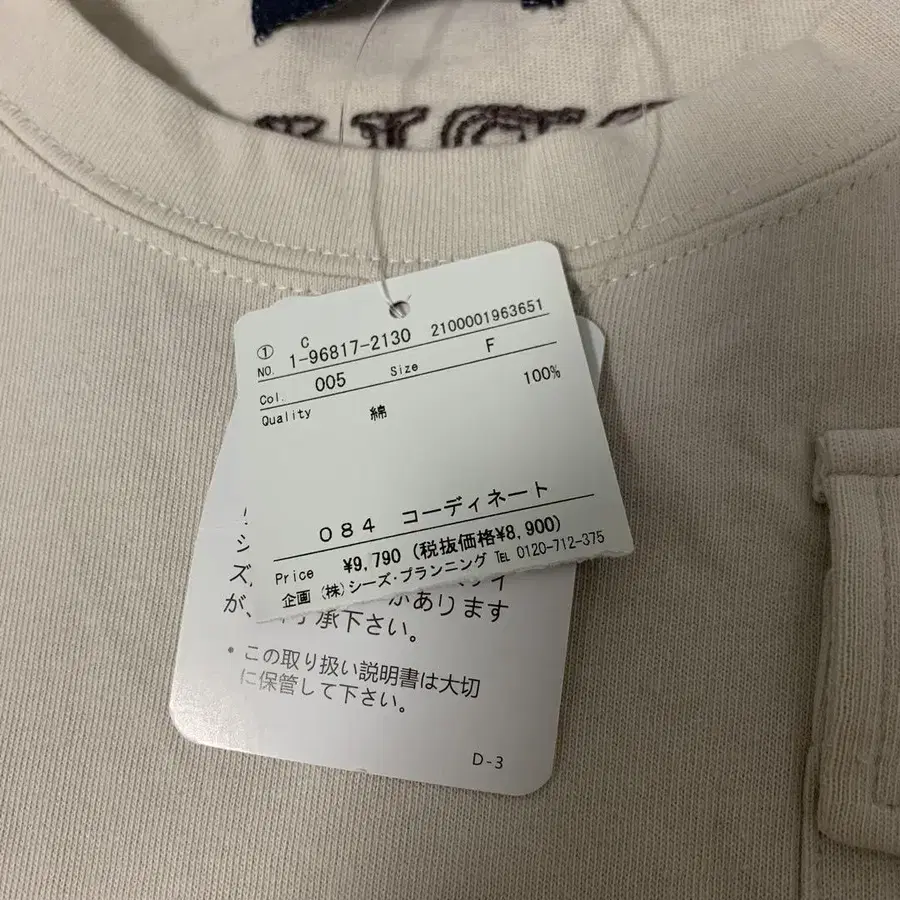 ① C
NO. 1-96817-2130 2100001963651
Col. 005 Size F
Quality 綿 100%
084 コーディネート
Price ¥9,790 (税抜価格¥8,900)
企画 (株)シーズ・プランニング TEL 0120-712-375
シ
ズ
が、 承下さい。
があります
• この取り扱い説明書は大切
に保管して下さい。
D-3